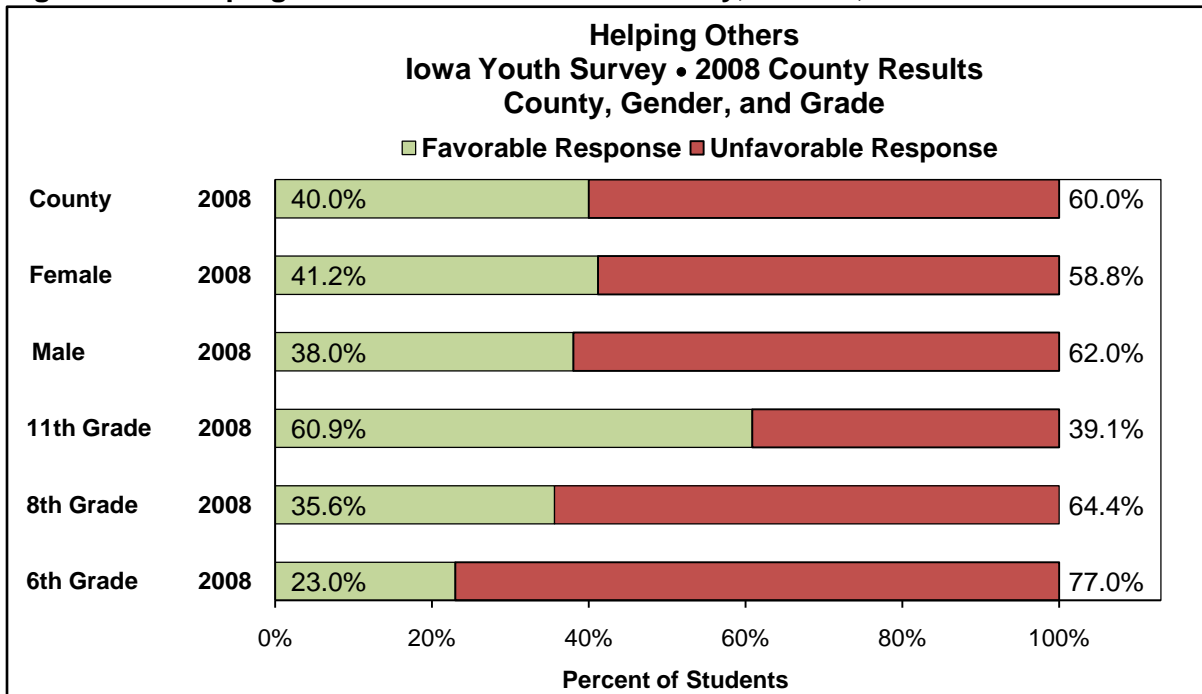 Helping Others
Iowa Youth Survey • 2008 County Results
County, Gender, and Grade
Favorable Response Unfavorable Response
County 2008 40.0% 60.0%
Female 2008 41.2% 58.8%
Male 2008 38.0% 62.0%
11th Grade 2008 60.9% 39.1%
8th Grade 2008 35.6% 64.4%
6th Grade 2008 23.0% 77.0%
0% 20% 40% 60% 80% 100%
Percent of Students